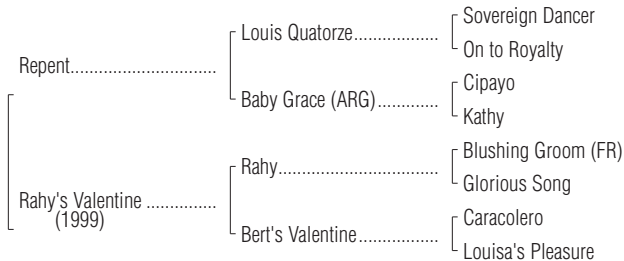 Sovereign Dancer
Louis Quatorze..................
On to Royalty
Repent.............................
Cipayo
Baby Grace (ARG).............
Kathy
Blushing Groom (FR)
Rahy..................................
Glorious Song
Rahy's Valentine ..............
(1999)
Caracolero
Bert's Valentine.................
Louisa's Pleasure